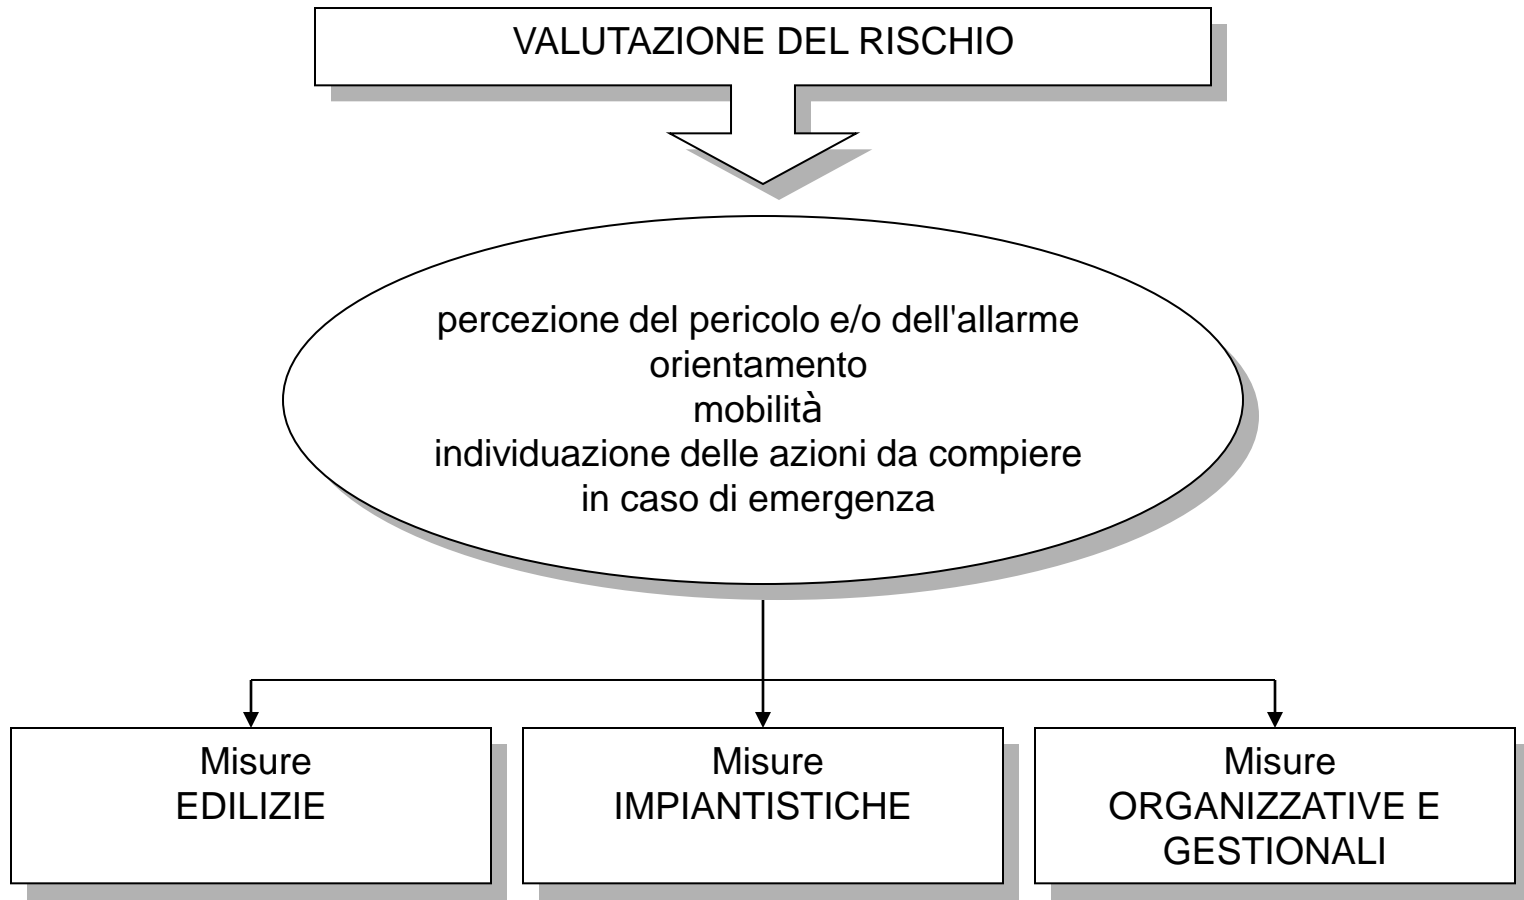 VALUTAZIONE DEL RISCHIO
percezione del pericolo e/o dell'allarme
orientamento
mobilità
individuazione delle azioni da compiere
in caso di emergenza
Misure
EDILIZIE
Misure
IMPIANTISTICHE
Misure
ORGANIZZATIVE E
GESTIONALI